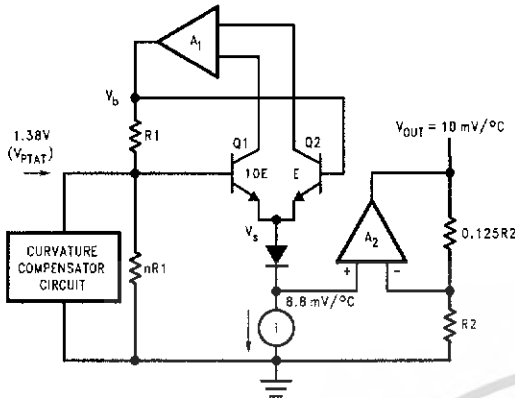 A1
Vb
1.38V
(VPTAT)
R1
Q1
Q2
10E
E
VOUT = 10 mV/°C
Vs
A2
+
−
0.125R2
CURVATURE
COMPENSATOR
CIRCUIT
nR1
8.8 mV/°C
i
R2